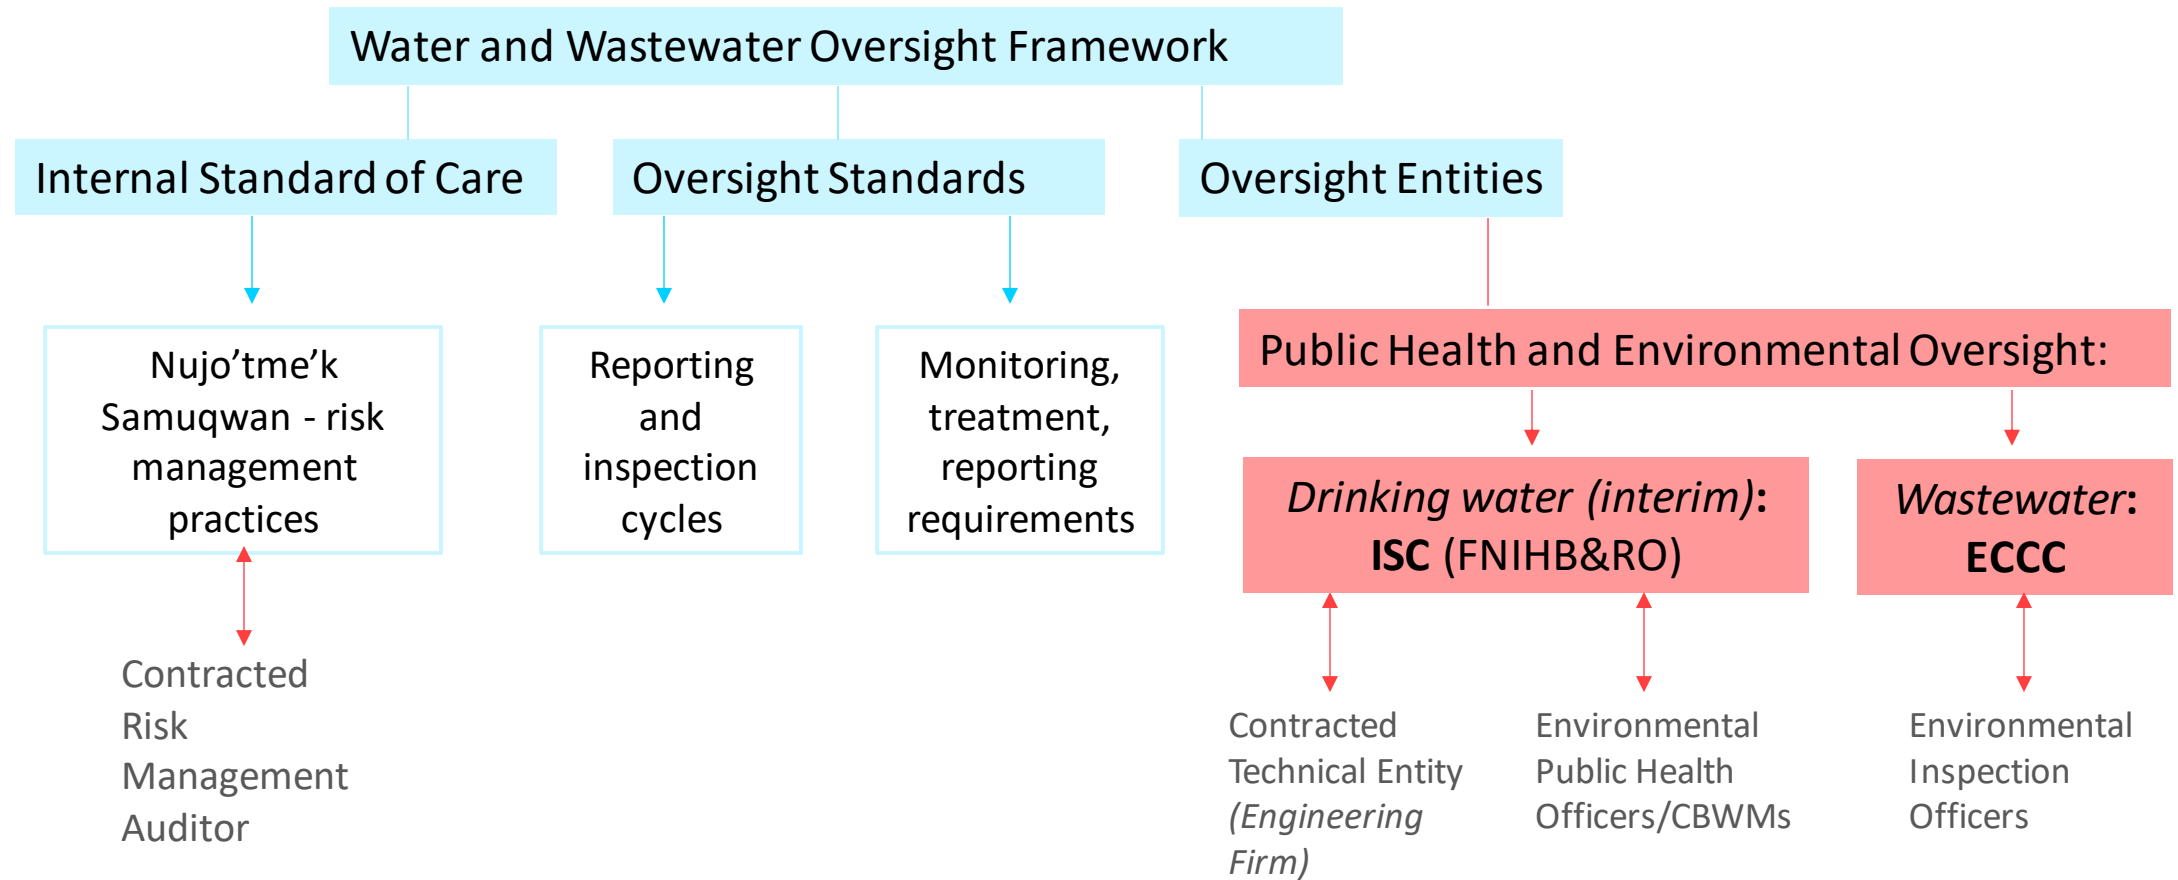 Water and Wastewater Oversight Framework
Internal Standard of Care
Oversight Standards
Oversight Entities
Nujo’tme’k
Samuqwan - risk
management
practices
Reporting
and
inspection
cycles
Monitoring,
treatment,
reporting
requirements
Public Health and Environmental Oversight:
Drinking water (interim):
ISC (FNIHB&RO)
Wastewater:
ECCC
Contracted
Risk
Management
Auditor
Contracted
Technical Entity
(Engineering
Firm)
Environmental
Public Health
Officers/CBWMs
Environmental
Inspection
Officers